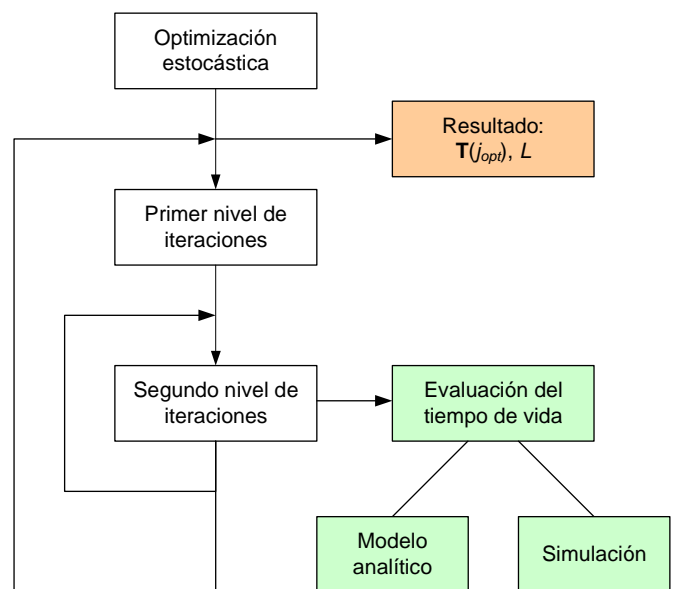 Optimización
estocástica
Resultado:
T(jopt), L
Primer nivel de
iteraciones
Segundo nivel de
iteraciones
Evaluación del
tiempo de vida
Modelo
analítico
Simulación